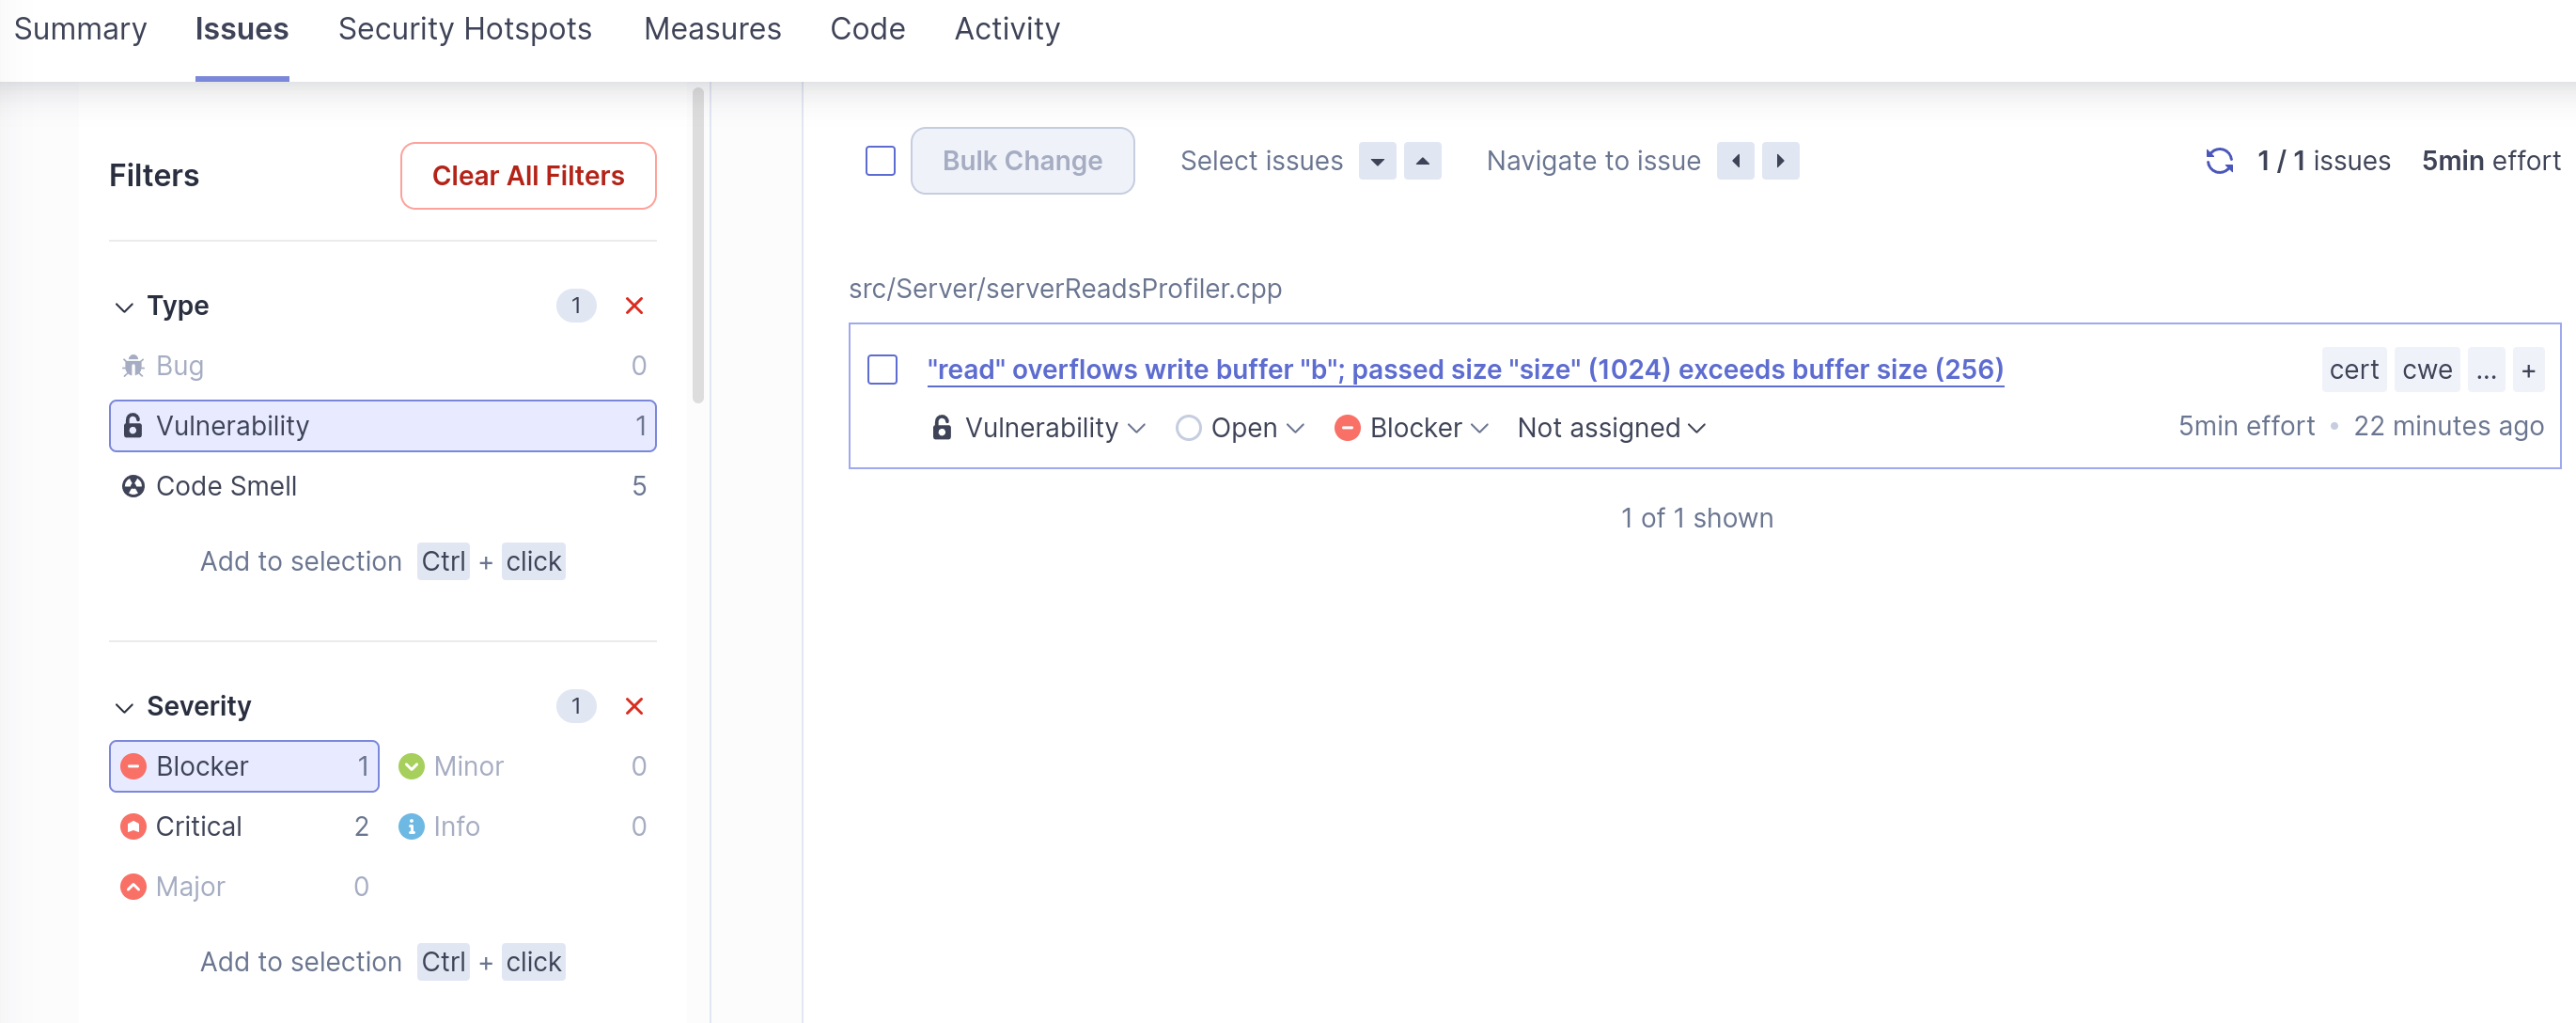 Summary Issues Security Hotspots Measures Code Activity
Filters Clear All Filters
Type 1
Bug 0
Vulnerability 1
Code Smell 5
Add to selection Ctrl + click
Severity 1
Blocker 1 Minor 0
Critical 2 Info 0
Major 0
Add to selection Ctrl + click
Bulk Change Select issues Navigate to issue 1 / 1 issues 5min effort
src/Server/serverReadsProfiler.cpp
"read" overflows write buffer "b"; passed size "size" (1024) exceeds buffer size (256) cert cwe ... +
Vulnerability Open Blocker Not assigned 5min effort • 22 minutes ago
1 of 1 shown